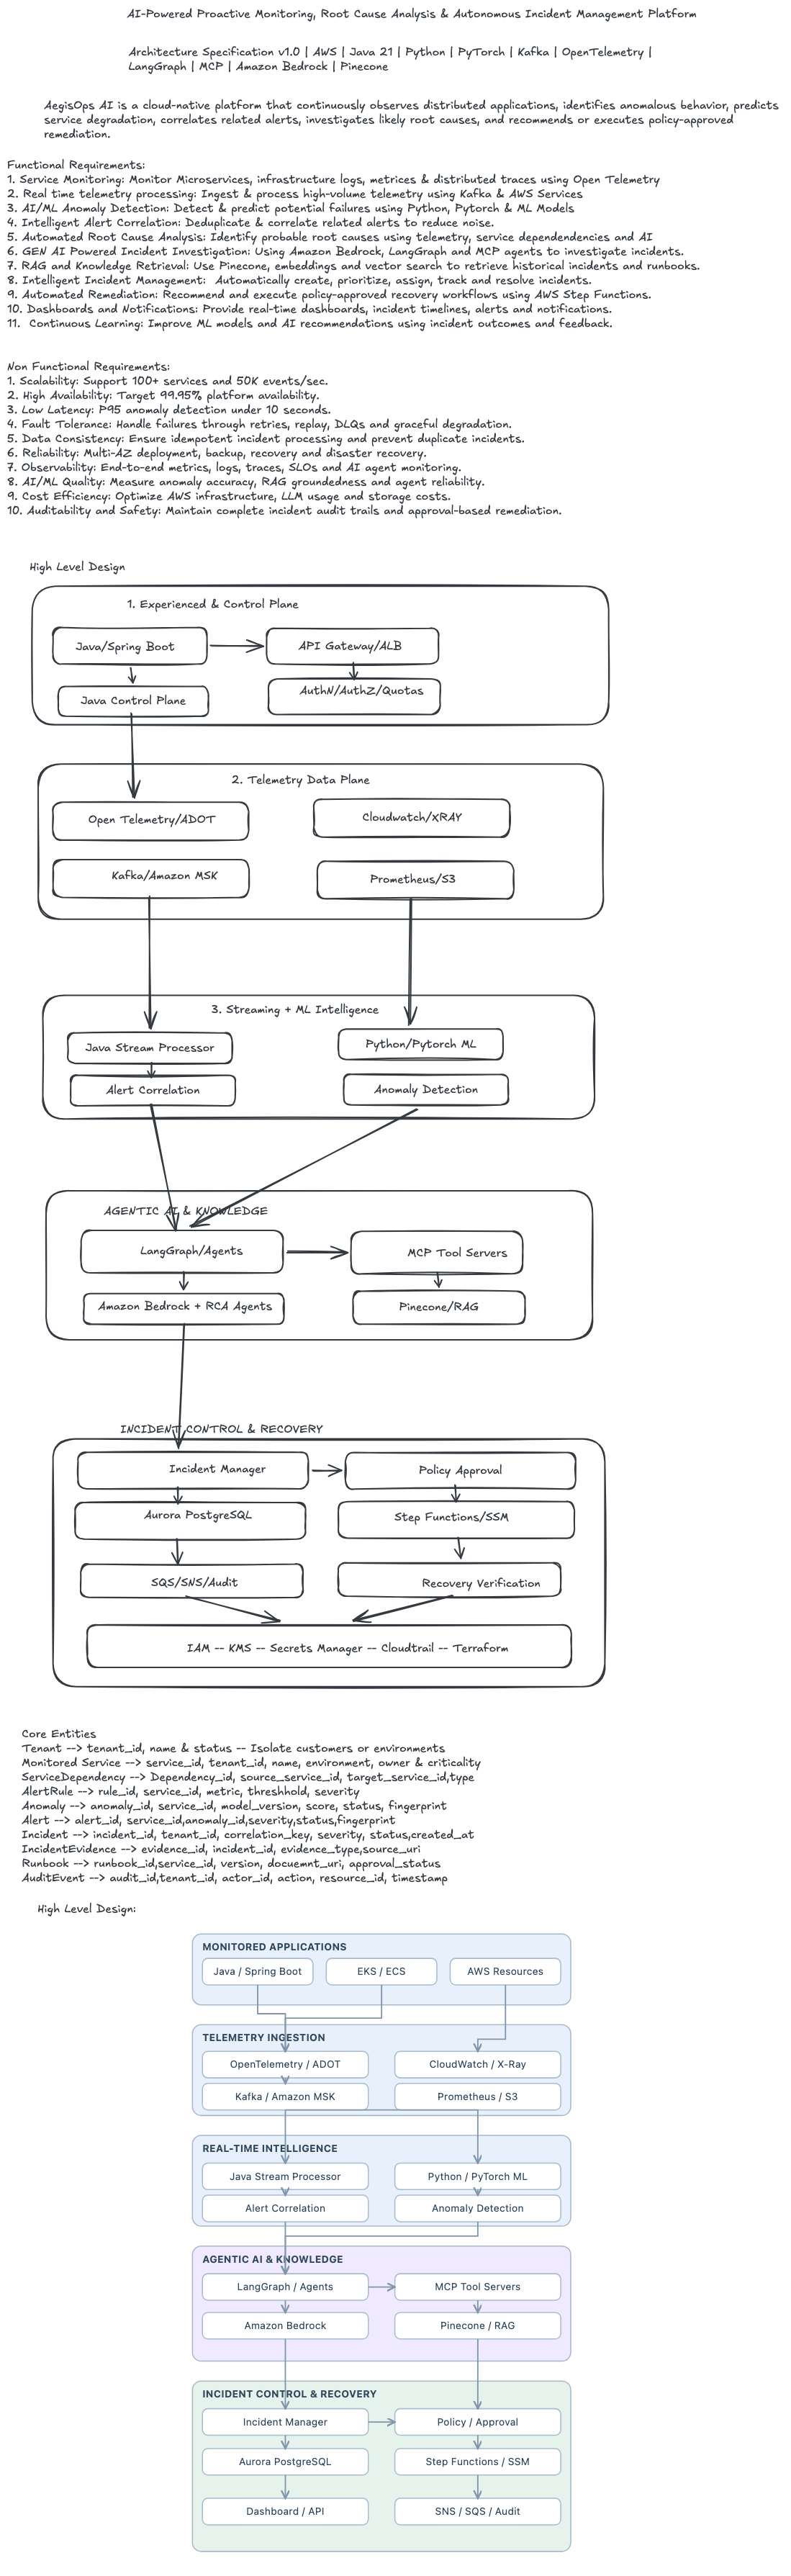 AI-Powered Proactive Monitoring, Root Cause Analysis & Autonomous Incident Management Platform
Architecture Specification v1.0 | AWS | Java 21 | Python | PyTorch | Kafka | OpenTelemetry |
LangGraph | MCP | Amazon Bedrock | Pinecone
AegisOps AI is a cloud-native platform that continuously observes distributed applications, identifies anomalous behavior, predicts
service degradation, correlates related alerts, investigates likely root causes, and recommends or executes policy-approved
remediation.
Functional Requirements:
1. Service Monitoring: Monitor Microservices, infrastructure logs, metrices & distributed traces using Open Telemetry
2. Real time telemetry processing: Ingest & process high-volume telemetry using Kafka & AWS Services
3. AI/ML Anomaly Detection: Detect & predict potential failures using Python, Pytorch & ML Models
4. Intelligent Alert Correlation: Deduplicate & correlate related alerts to reduce noise.
5. Automated Root Cause Analysis: Identify probable root causes using telemetry, service dependendencies and AI
6. GEN AI Powered Incident Investigation: Using Amazon Bedrock, LangGraph and MCP agents to investigate incidents.
7. RAG and Knowledge Retrieval: Use Pinecone, embeddings and vector search to retrieve historical incidents and runbooks.
8. Intelligent Incident Management:  Automatically create, prioritize, assign, track and resolve incidents.
9. Automated Remediation: Recommend and execute policy-approved recovery workflows using AWS Step Functions.
10. Dashboards and Notifications: Provide real-time dashboards, incident timelines, alerts and notifications.
11.  Continuous Learning: Improve ML models and AI recommendations using incident outcomes and feedback.
Non Functional Requirements:
1. Scalability: Support 100+ services and 50K events/sec.
2. High Availability: Target 99.95% platform availability.
3. Low Latency: P95 anomaly detection under 10 seconds.
4. Fault Tolerance: Handle failures through retries, replay, DLQs and graceful degradation.
5. Data Consistency: Ensure idempotent incident processing and prevent duplicate incidents.
6. Reliability: Multi-AZ deployment, backup, recovery and disaster recovery.
7. Observability: End-to-end metrics, logs, traces, SLOs and AI agent monitoring.
8. AI/ML Quality: Measure anomaly accuracy, RAG groundedness and agent reliability.
9. Cost Efficiency: Optimize AWS infrastructure, LLM usage and storage costs.
10. Auditability and Safety: Maintain complete incident audit trails and approval-based remediation.
High Level Design
1. Experienced & Control Plane
Java/Spring Boot
API Gateway/ALB
Java Control Plane
AuthN/AuthZ/Quotas
2. Telemetry Data Plane
Open Telemetry/ADOT
Cloudwatch/XRAY
Kafka/Amazon MSK
Prometheus/S3
3. Streaming + ML Intelligence
Java Stream Processor
Python/Pytorch ML
Alert Correlation
Anomaly Detection
AGENTIC AI & KNOWLEDGE
LangGraph/Agents
MCP Tool Servers
Amazon Bedrock + RCA Agents
Pinecone/RAG
INCIDENT CONTROL & RECOVERY
Incident Manager
Policy Approval
Aurora PostgreSQL
Step Functions/SSM
SQS/SNS/Audit
Recovery Verification
IAM -- KMS -- Secrets Manager -- Cloudtrail -- Terraform
Core Entities
Tenant --> tenant_id, name & status -- Isolate customers or environments
Monitored Service --> service_id, tenant_id, name, environment, owner & criticality
ServiceDependency --> Dependency_id, source_service_id, target_service_id,type
AlertRule --> rule_id, service_id, metric, threshhold, severity
Anomaly --> anomaly_id, service_id, model_version, score, status, fingerprint
Alert --> alert_id, service_id,anomaly_id,severity,status,fingerprint
Incident --> incident_id, tenant_id, correlation_key, severity, status,created_at
IncidentEvidence --> evidence_id, incident_id, evidence_type,source_uri
Runbook --> runbook_id,service_id, version, docuemnt_uri, approval_status
AuditEvent --> audit_id,tenant_id, actor_id, action, resource_id, timestamp
High Level Design:
MONITORED APPLICATIONS
Java / Spring Boot
EKS / ECS
AWS Resources
TELEMETRY INGESTION
OpenTelemetry / ADOT
CloudWatch / X-Ray
Kafka / Amazon MSK
Prometheus / S3
REAL-TIME INTELLIGENCE
Java Stream Processor
Python / PyTorch ML
Alert Correlation
Anomaly Detection
AGENTIC AI & KNOWLEDGE
LangGraph / Agents
MCP Tool Servers
Amazon Bedrock
Pinecone / RAG
INCIDENT CONTROL & RECOVERY
Incident Manager
Policy / Approval
Aurora PostgreSQL
Step Functions / SSM
Dashboard / API
SNS / SQS / Audit